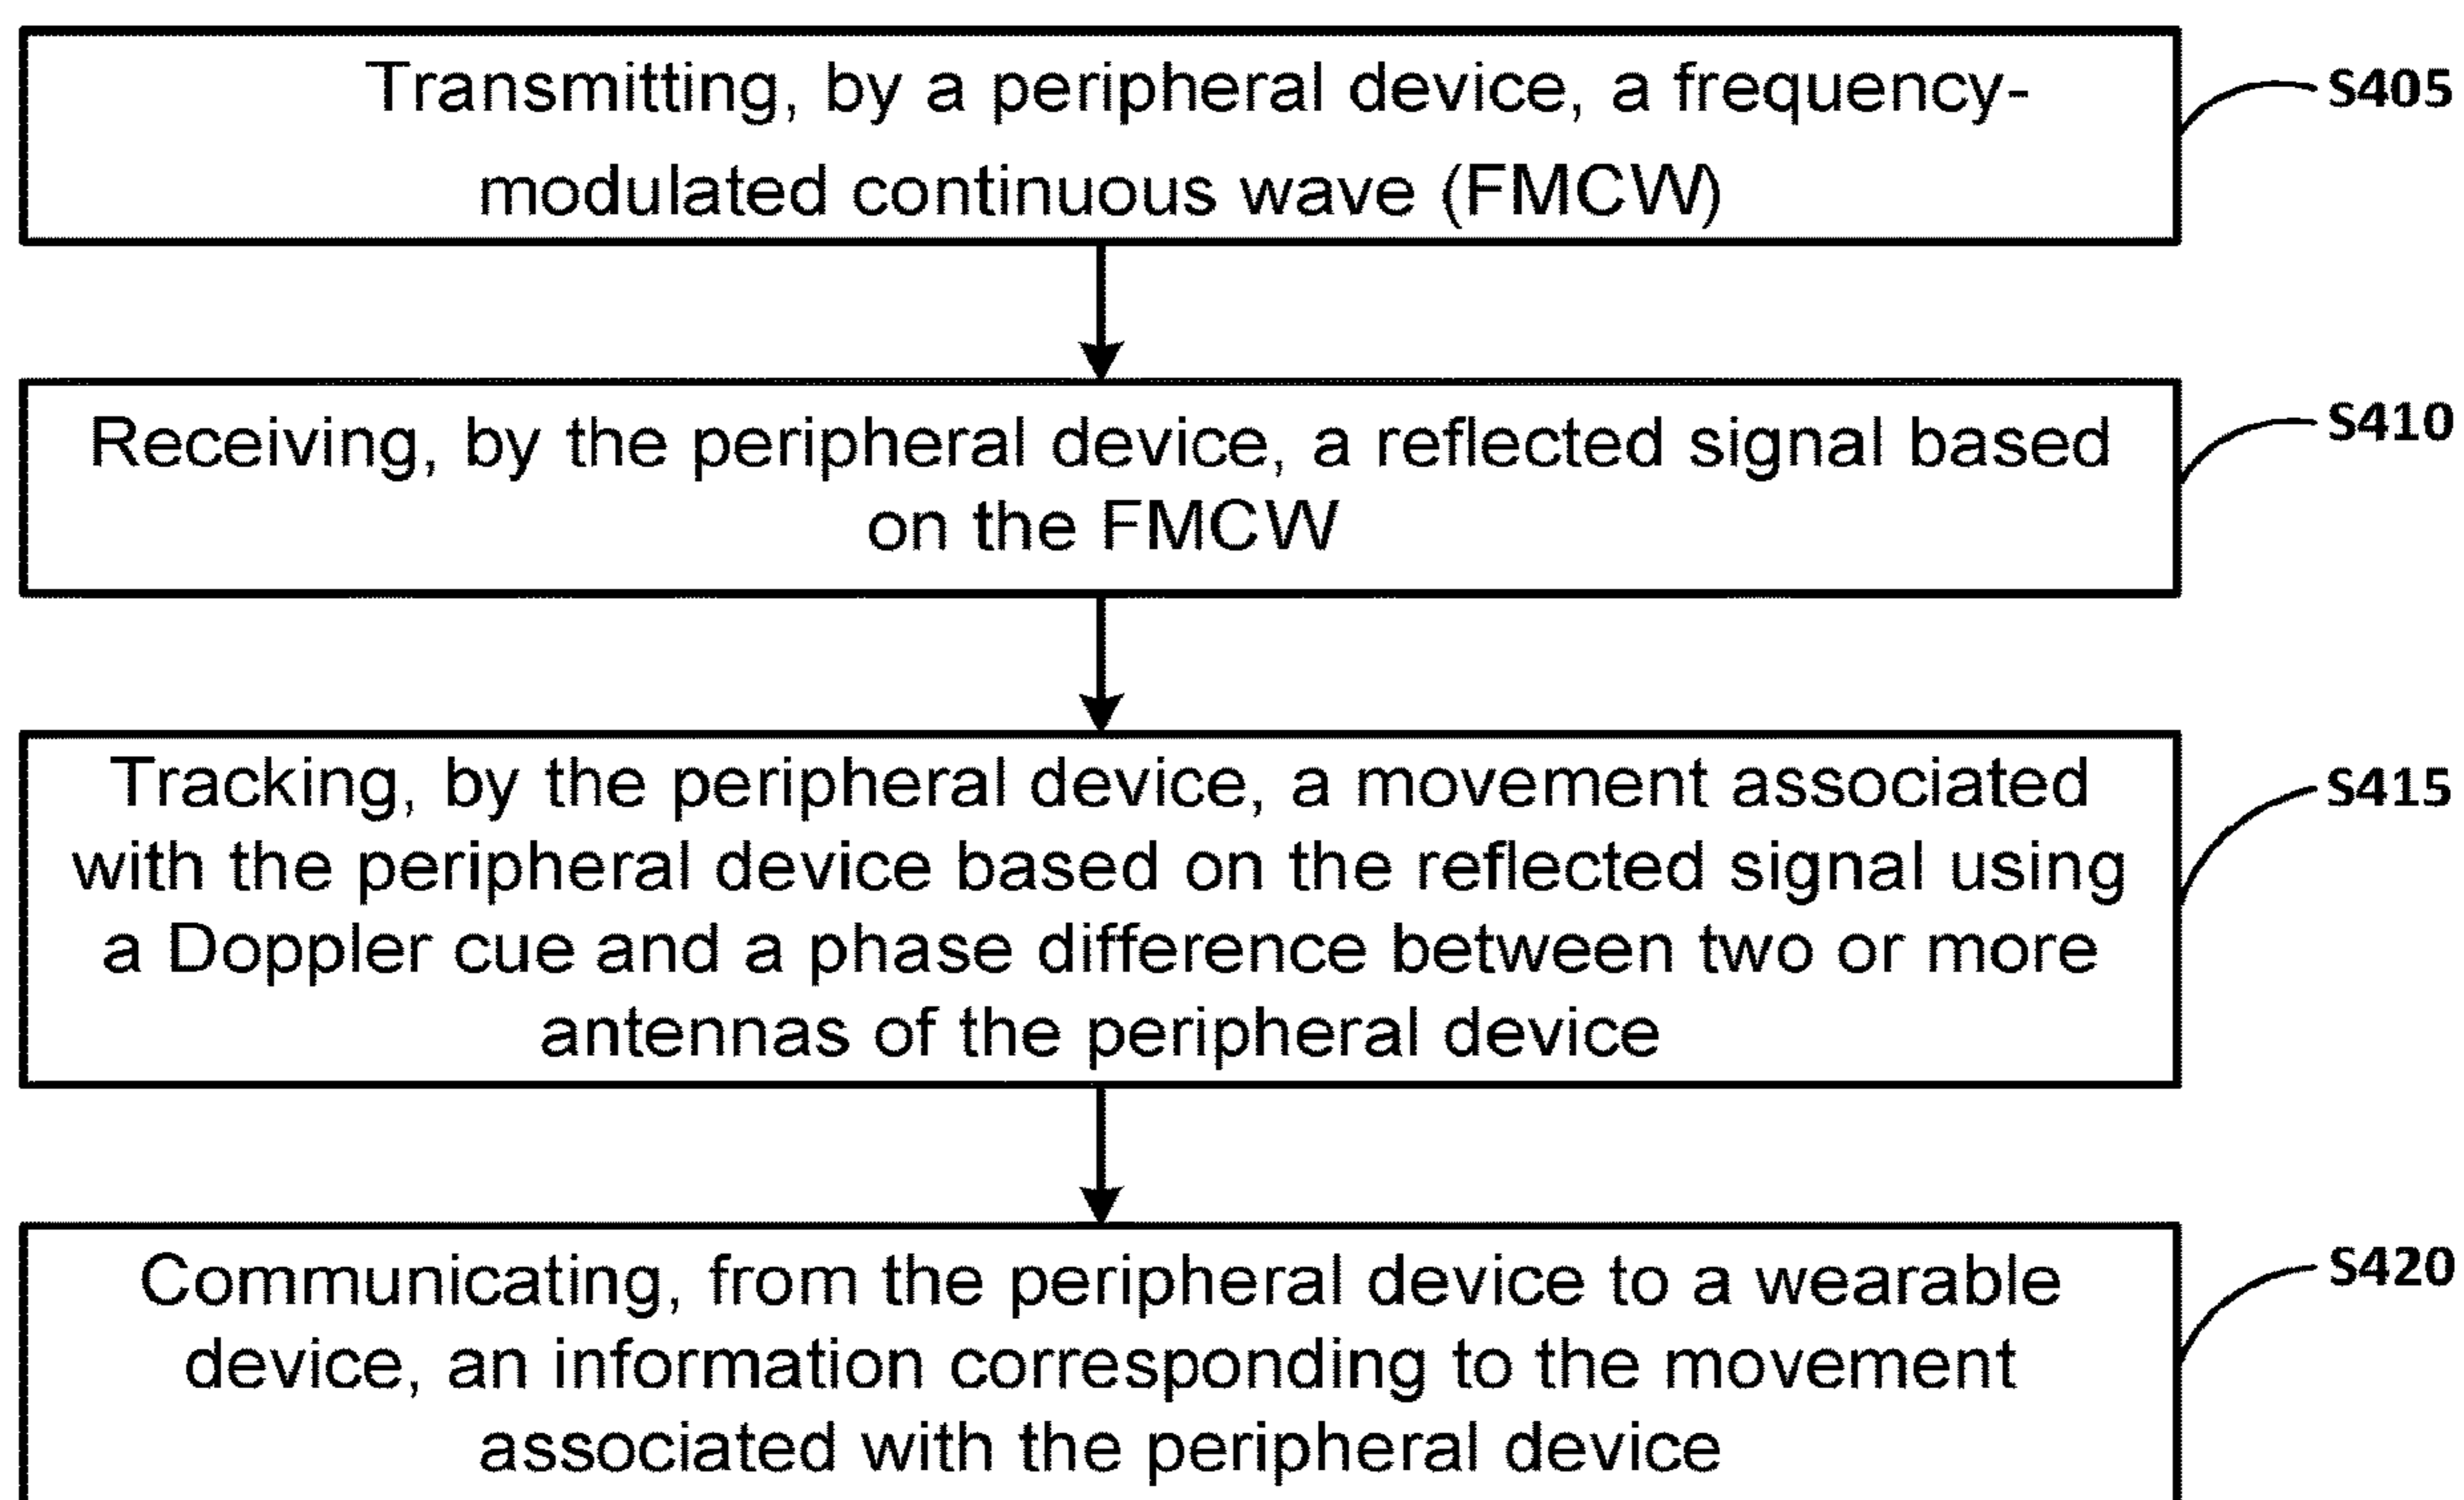 Transmitting, by a peripheral device, a frequency-
modulated continuous wave (FMCW)
S405
Receiving, by the peripheral device, a reflected signal based
on the FMCW
S410
Tracking, by the peripheral device, a movement associated
with the peripheral device based on the reflected signal using
a Doppler cue and a phase difference between two or more
antennas of the peripheral device
S415
Communicating, from the peripheral device to a wearable
device, an information corresponding to the movement
associated with the peripheral device
S420